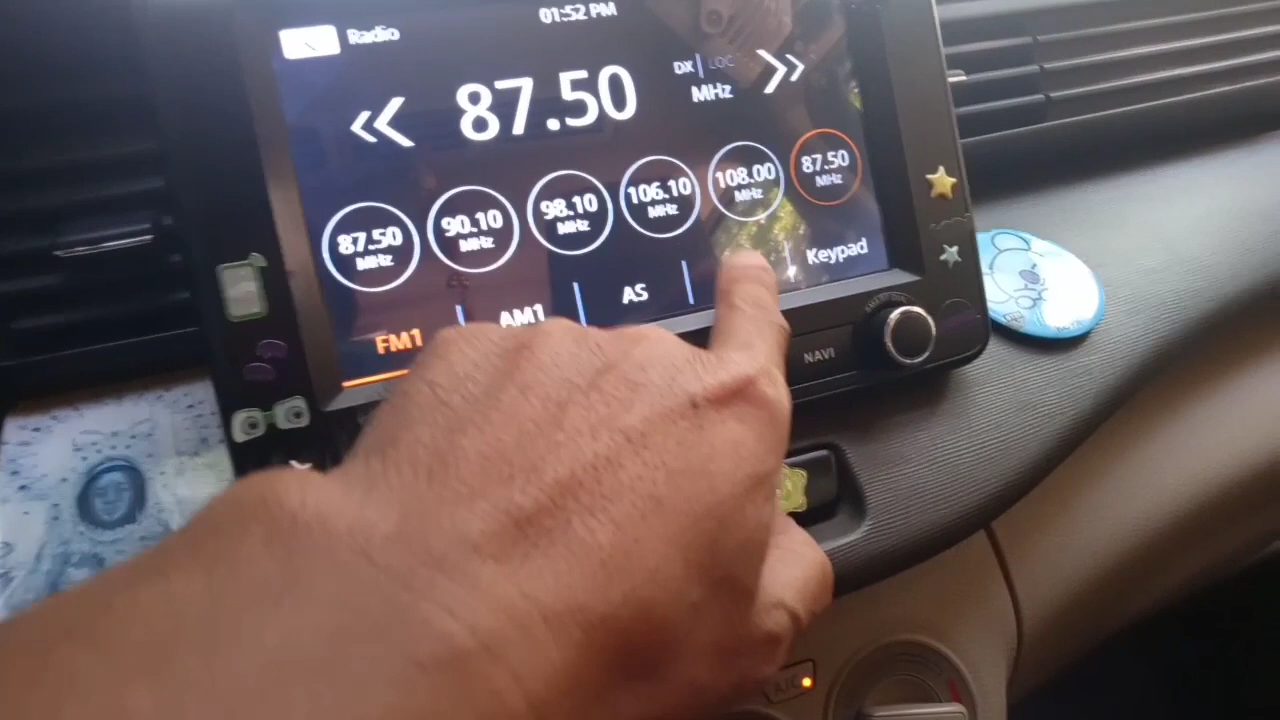 01:52 PM
Radio
87.50
DX | LOC
MHz
87.50
MHz
90.10
MHz
98.10
MHz
106.10
MHz
108.00
MHz
87.50
MHz
FM1
AM1
AS
Keypad
NAVI
A/C